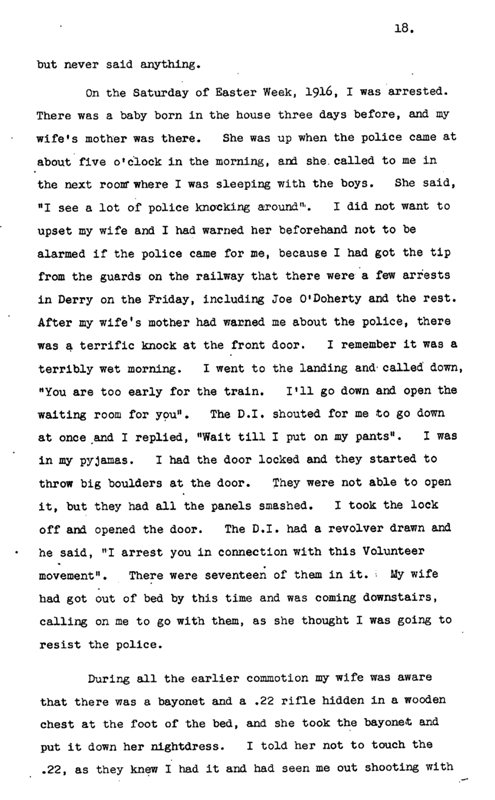 18.
but never said anything.
On the Saturday of Easter Week, 1916, I was arrested.
There was a baby born in the house three days before, and my
wife's mother was there. She was up when the police came at
about five o'clock in the morning, and she called to me in
the next room where I was sleeping with the boys. She said,
"I see a lot of police knocking around". I did not want to
upset my wife and I had warned her beforehand not to be
alarmed if the police came for me, because I had got the tip
from the guards on the railway that there were a few arrests
in Derry on the Friday, including Joe O'Doherty and the rest.
After my wife's mother had warned me about the police, there
was a terrific knock at the front door. I remember it was a
terribly wet morning. I went to the landing and called down,
"You are too early for the train. I'll go down and open the
waiting room for you". The D.I. shouted for me to go down
at once and I replied, "Wait till I put on my pants". I was
in my pyjamas. I had the door locked and they started to
throw big boulders at the door. They were not able to open
it, but they had all the panels smashed. I took the lock
off and opened the door. The D.I. had a revolver drawn and
he said, "I arrest you in connection with this Volunteer
movement". There were seventeen of them in it. My wife
had got out of bed by this time and was coming downstairs,
calling on me to go with them, as she thought I was going to
resist the police.
During all the earlier commotion my wife was aware
that there was a bayonet and a .22 rifle hidden in a wooden
chest at the foot of the bed, and she took the bayonet and
put it down her nightdress. I told her not to touch the
.22, as they knew I had it and had seen me out shooting with